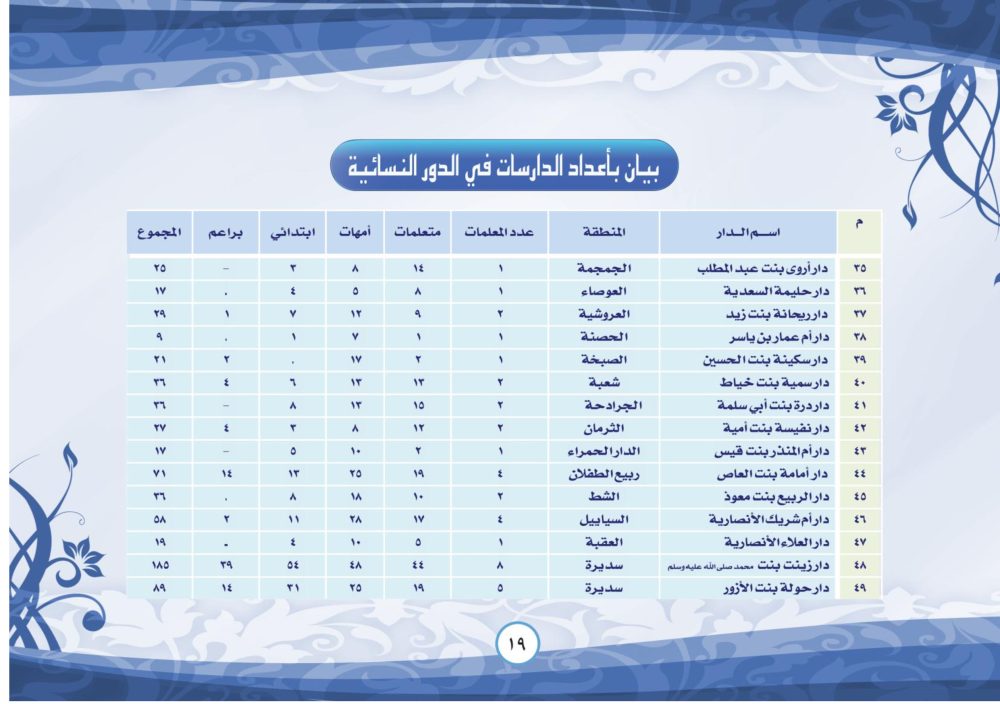 بيان بأعداد الدارسات في الدور النسائية
م اسم الدار المنطقة عدد المعلمات متعلمات أمهات ابتدائي براعم المجموع
٣٥ دار أروى بنت عبد المطلب الجمجمة ١ ١٤ ٨ ٣ – ٢٥
٣٦ دار حليمة السعدية العوصاء ١ ٨ ٥ ٤ . ١٧
٣٧ دار ريحانة بنت زيد العروشية ٢ ٩ ١٢ ٧ ١ ٢٩
٣٨ دار أم عمار بن ياسر الحصنة ١ ١ ٧ ١ . ٩
٣٩ دار سكينة بنت الحسين الصبخة ١ ٢ ١٧ . ٢ ٢١
٤٠ دار سمية بنت خياط شعبة ٢ ١٣ ١٣ ٦ ٤ ٣٦
٤١ دار درة بنت أبي سلمة الجرادحة ٢ ١٥ ١٣ ٨ – ٣٦
٤٢ دار نفيسة بنت أمية الثرمان ٢ ١٢ ٨ ٣ ٤ ٢٧
٤٣ دار أم المنذر بنت قيس الدار الحمراء ١ ٢ ١٠ ٥ – ١٧
٤٤ دار أمامة بنت العاص ربيع الطفلان ٤ ١٩ ٢٥ ١٣ ١٤ ٧١
٤٥ دار الربيع بنت معوذ الشط ٢ ١٠ ١٨ ٨ . ٣٦
٤٦ دار أم شريك الأنصارية السيابيل ٤ ١٧ ٢٨ ١١ ٢ ٥٨
٤٧ دار العلاء الأنصارية العقبة ١ ٥ ١٠ ٤ - ١٩
٤٨ دار زينت بنت محمد صلى الله عليه وسلم سديرة ٨ ٤٤ ٤٨ ٥٤ ٣٩ ١٨٥
٤٩ دار حولة بنت الأزور سديرة ٥ ١٩ ٢٥ ٣١ ١٤ ٨٩
١٩